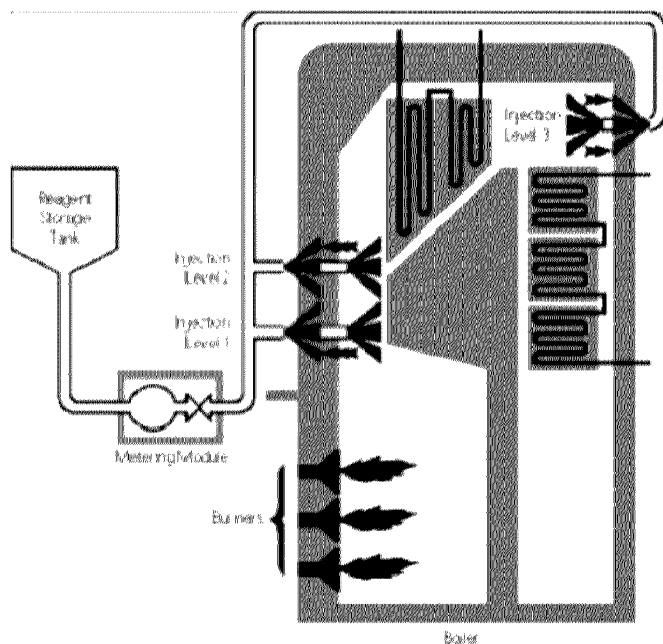 Reagent
Storage
Tank
Injection
Level 3
Injection
Level 2
Injection
Level 1
Metering Module
Burners
Boiler